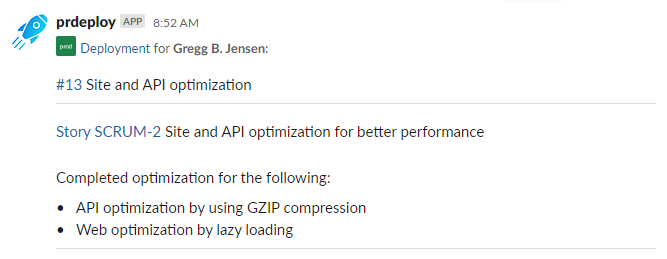 prdeploy APP 8:52 AM
prod Deployment for Gregg B. Jensen:
#13 Site and API optimization
Story SCRUM-2 Site and API optimization for better performance
Completed optimization for the following:
• API optimization by using GZIP compression
• Web optimization by lazy loading